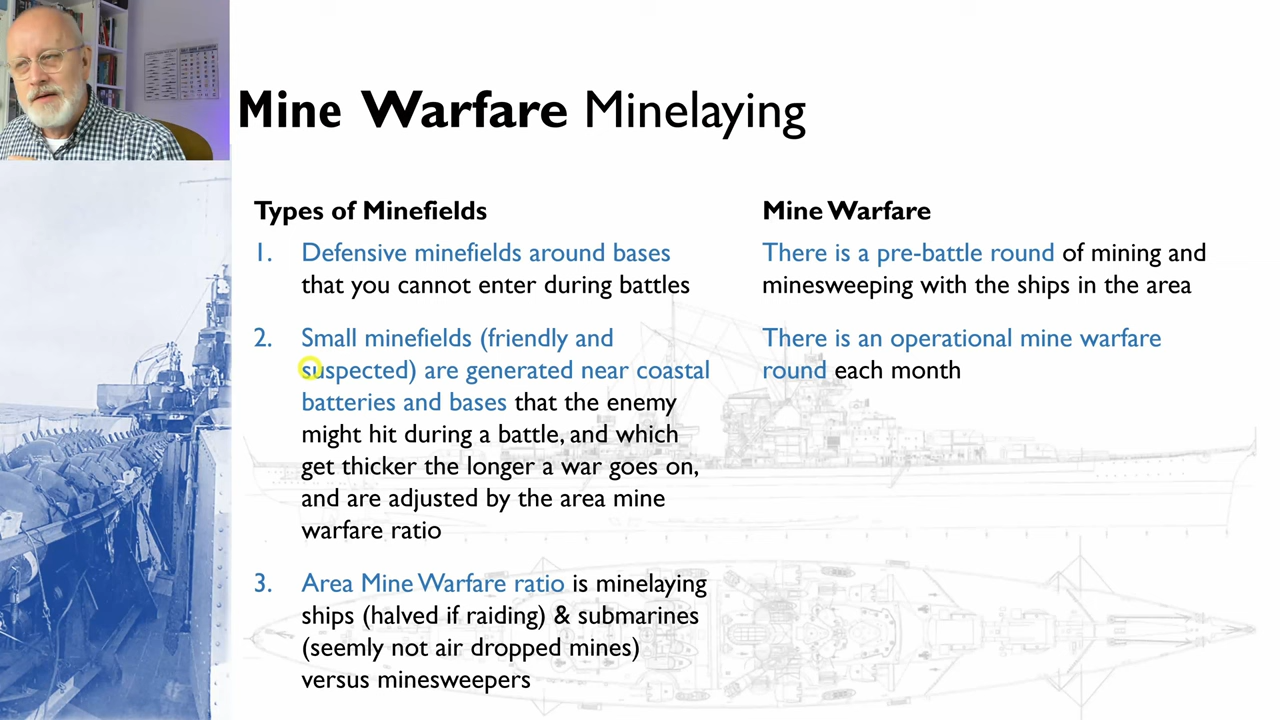 Mine Warfare Minelaying
Types of Minefields
1. Defensive minefields around bases
that you cannot enter during battles
2. Small minefields (friendly and
suspected) are generated near coastal
batteries and bases that the enemy
might hit during a battle, and which
get thicker the longer a war goes on,
and are adjusted by the area mine
warfare ratio
3. Area Mine Warfare ratio is minelaying
ships (halved if raiding) & submarines
(seemly not air dropped mines)
versus minesweepers
Mine Warfare
There is a pre-battle round of mining and
minesweeping with the ships in the area
There is an operational mine warfare
round each month